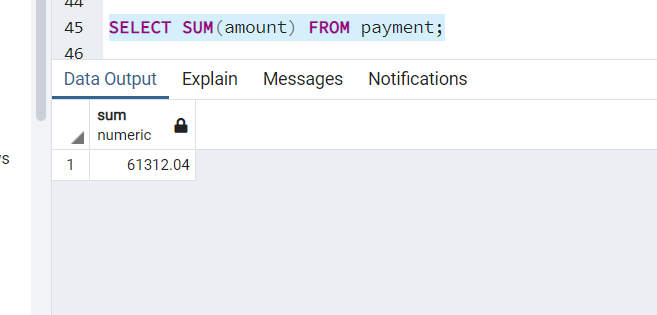 44
45 SELECT SUM(amount) FROM payment;
46
Data Output Explain Messages Notifications
sum
numeric
1 61312.04